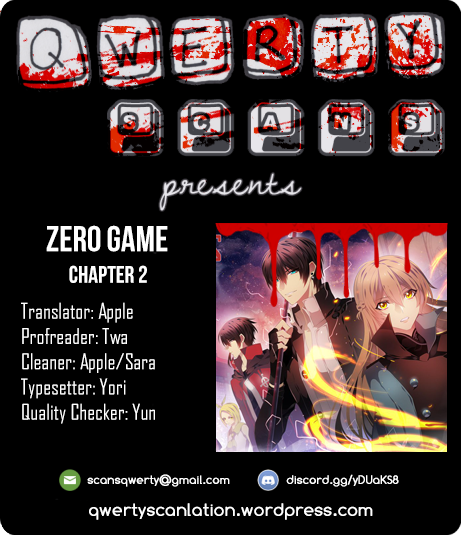 QWERTY
SCANS
presents
ZERO GAME
CHAPTER 2
Translator: Apple
Profreader: Twa
Cleaner: Apple/Sara
Typesetter: Yori
Quality Checker: Yun
scansqwerty@gmail.com
discord.gg/yDUaKS8
qwertyscanlation.wordpress.com